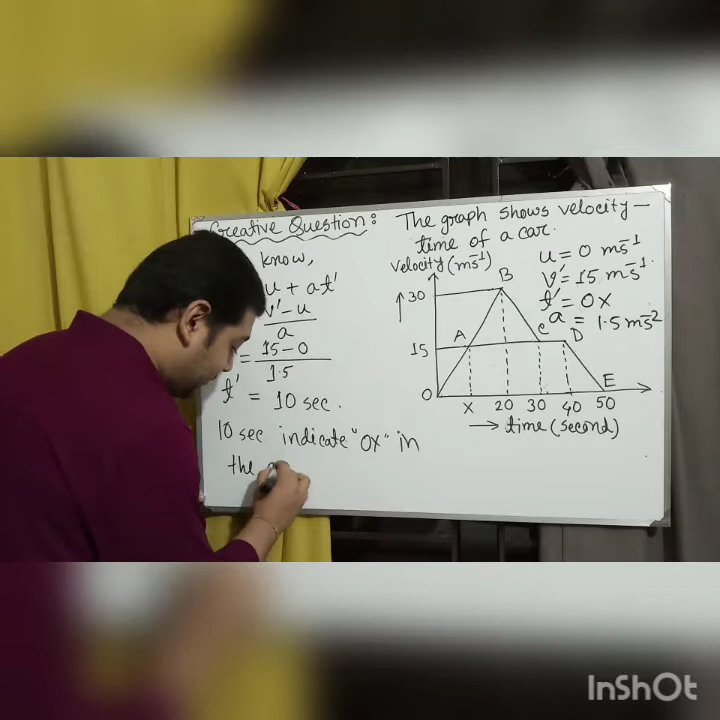 Creative Question:
know,
u + at'
v' - u
a
= 15 - 0
1.5
t' = 10 sec.
10 sec indicate "OX" in
the
The graph shows velocity-
time of a car.
u = 0 ms⁻¹
v' = 15 ms⁻¹
t' = OX
a = 1.5 ms⁻²
velocity (ms⁻¹)
30
15
0
A
B
C
D
E
X 20 30 40 50
→ time (second)
InShOt